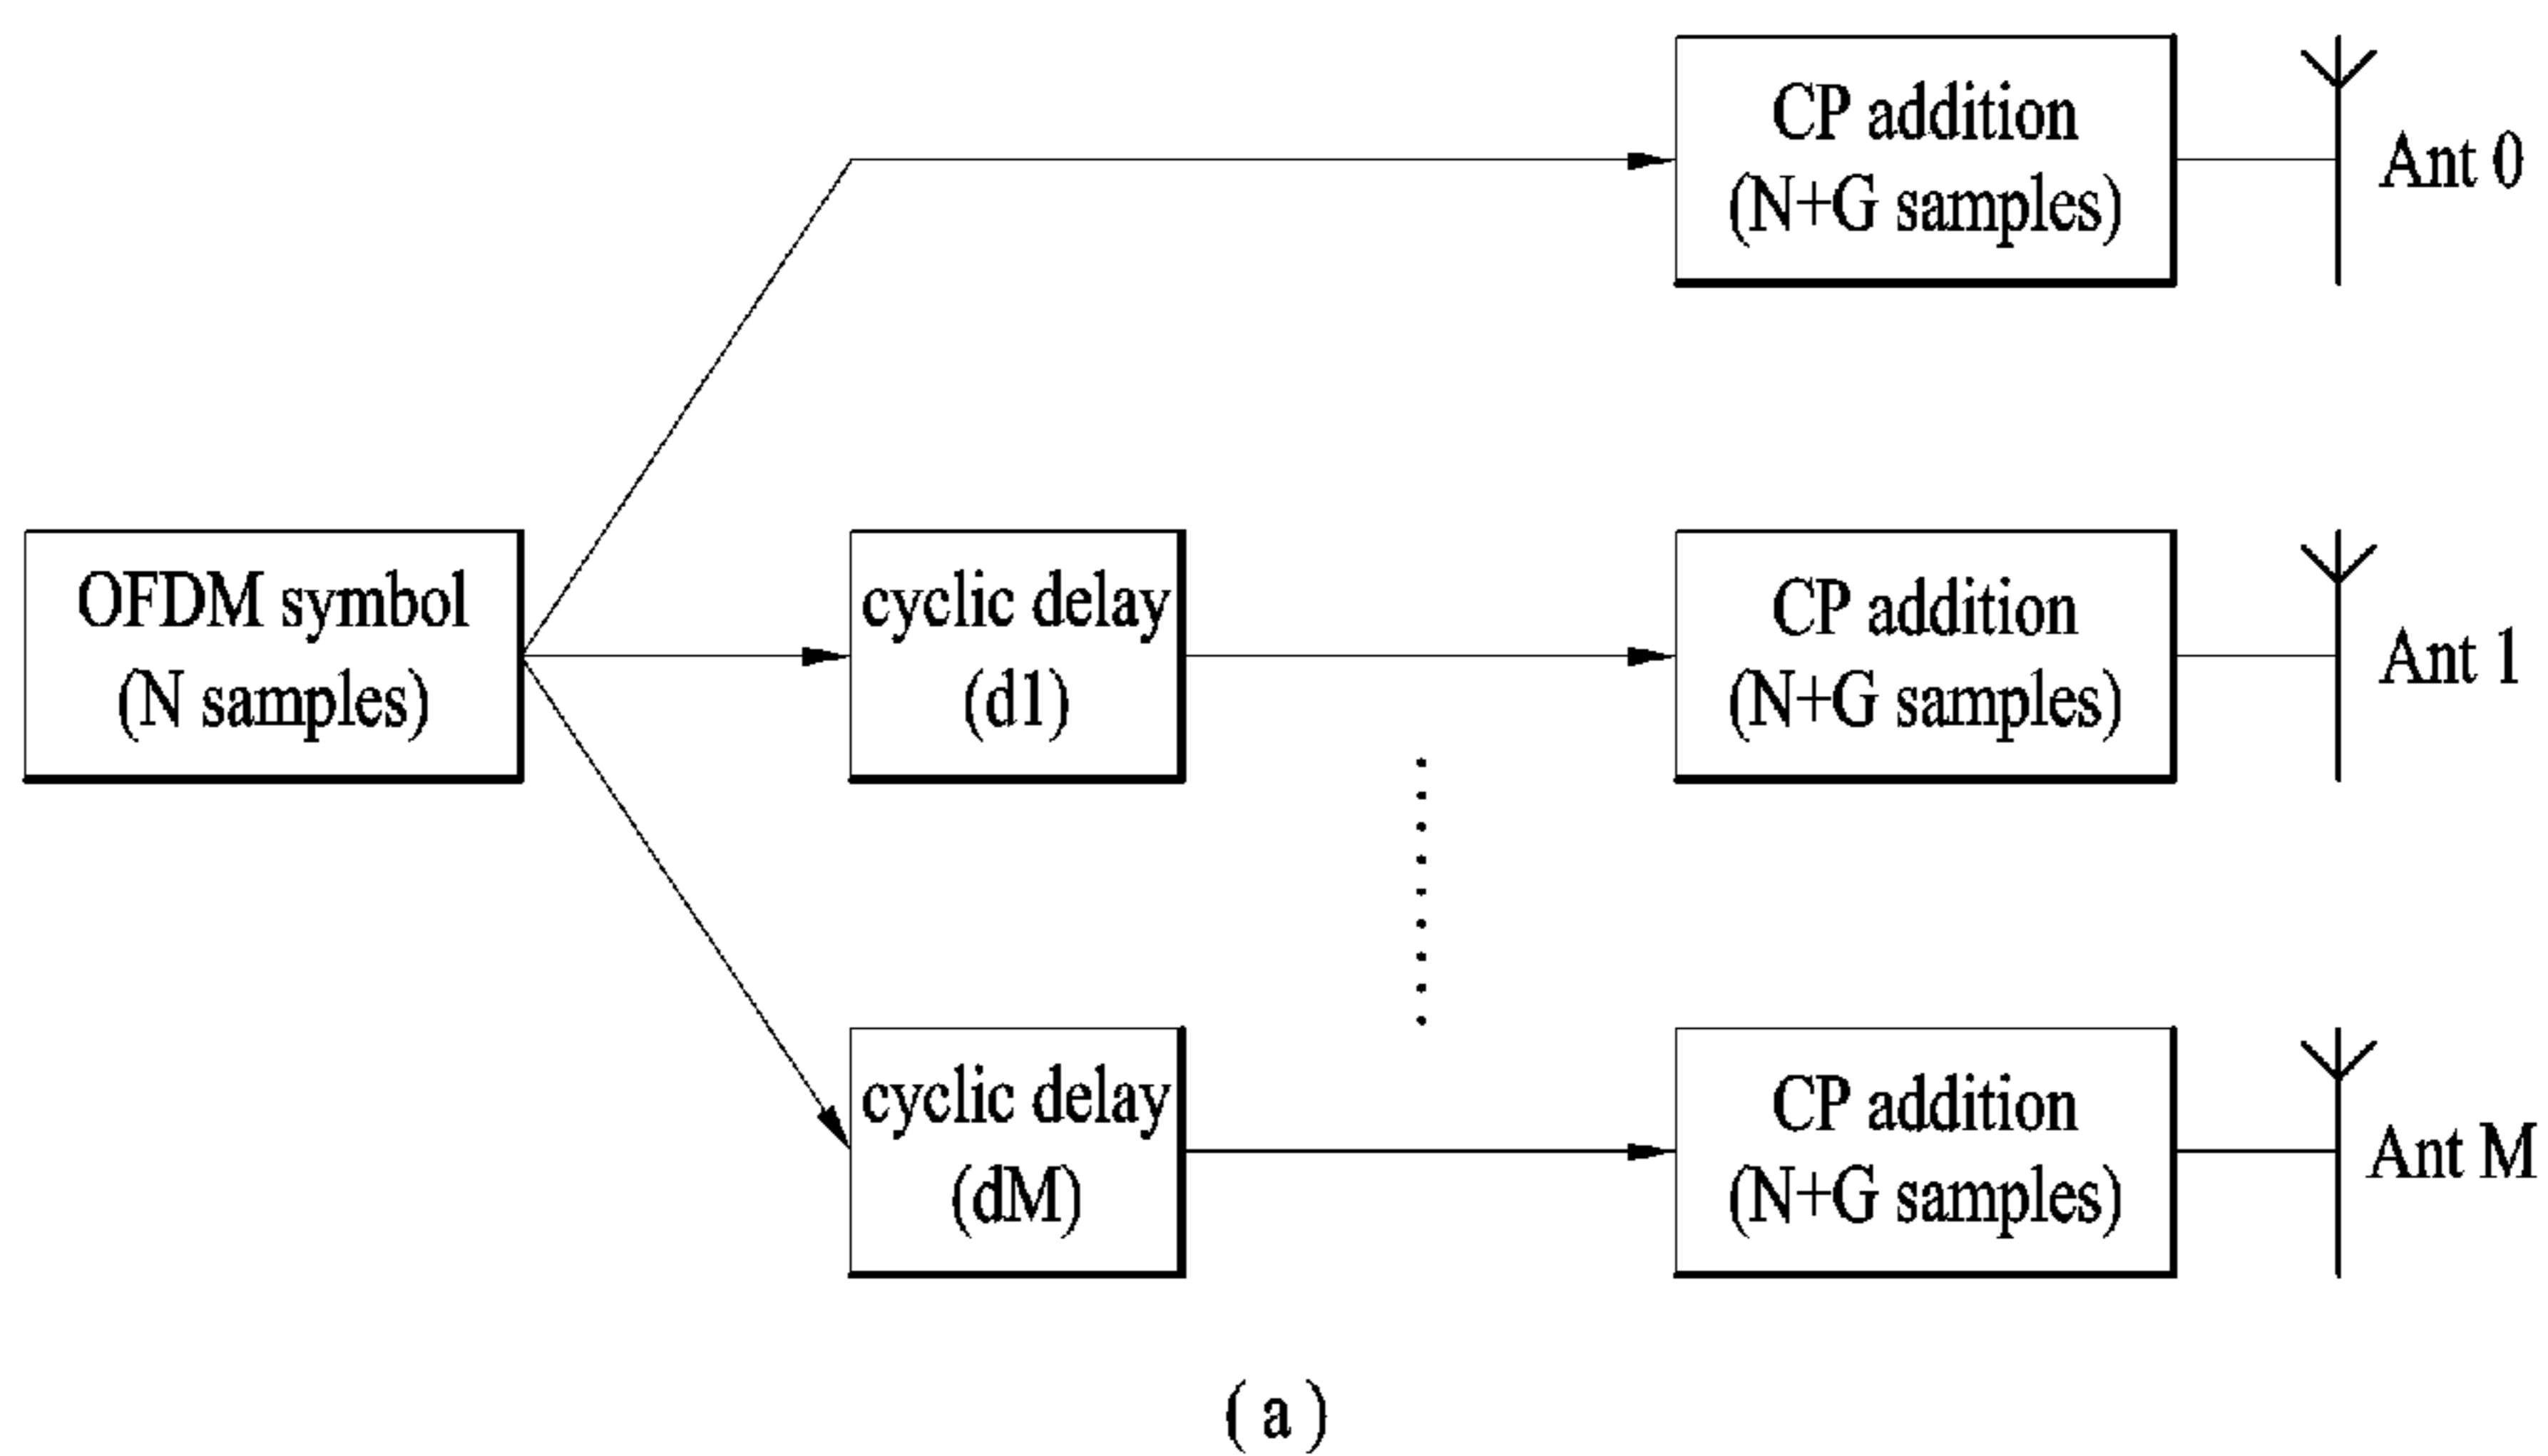 CP addition
(N+G samples)
Ant 0
OFDM symbol
(N samples)
cyclic delay
(d1)
CP addition
(N+G samples)
Ant 1
cyclic delay
(dM)
CP addition
(N+G samples)
Ant M
( a )